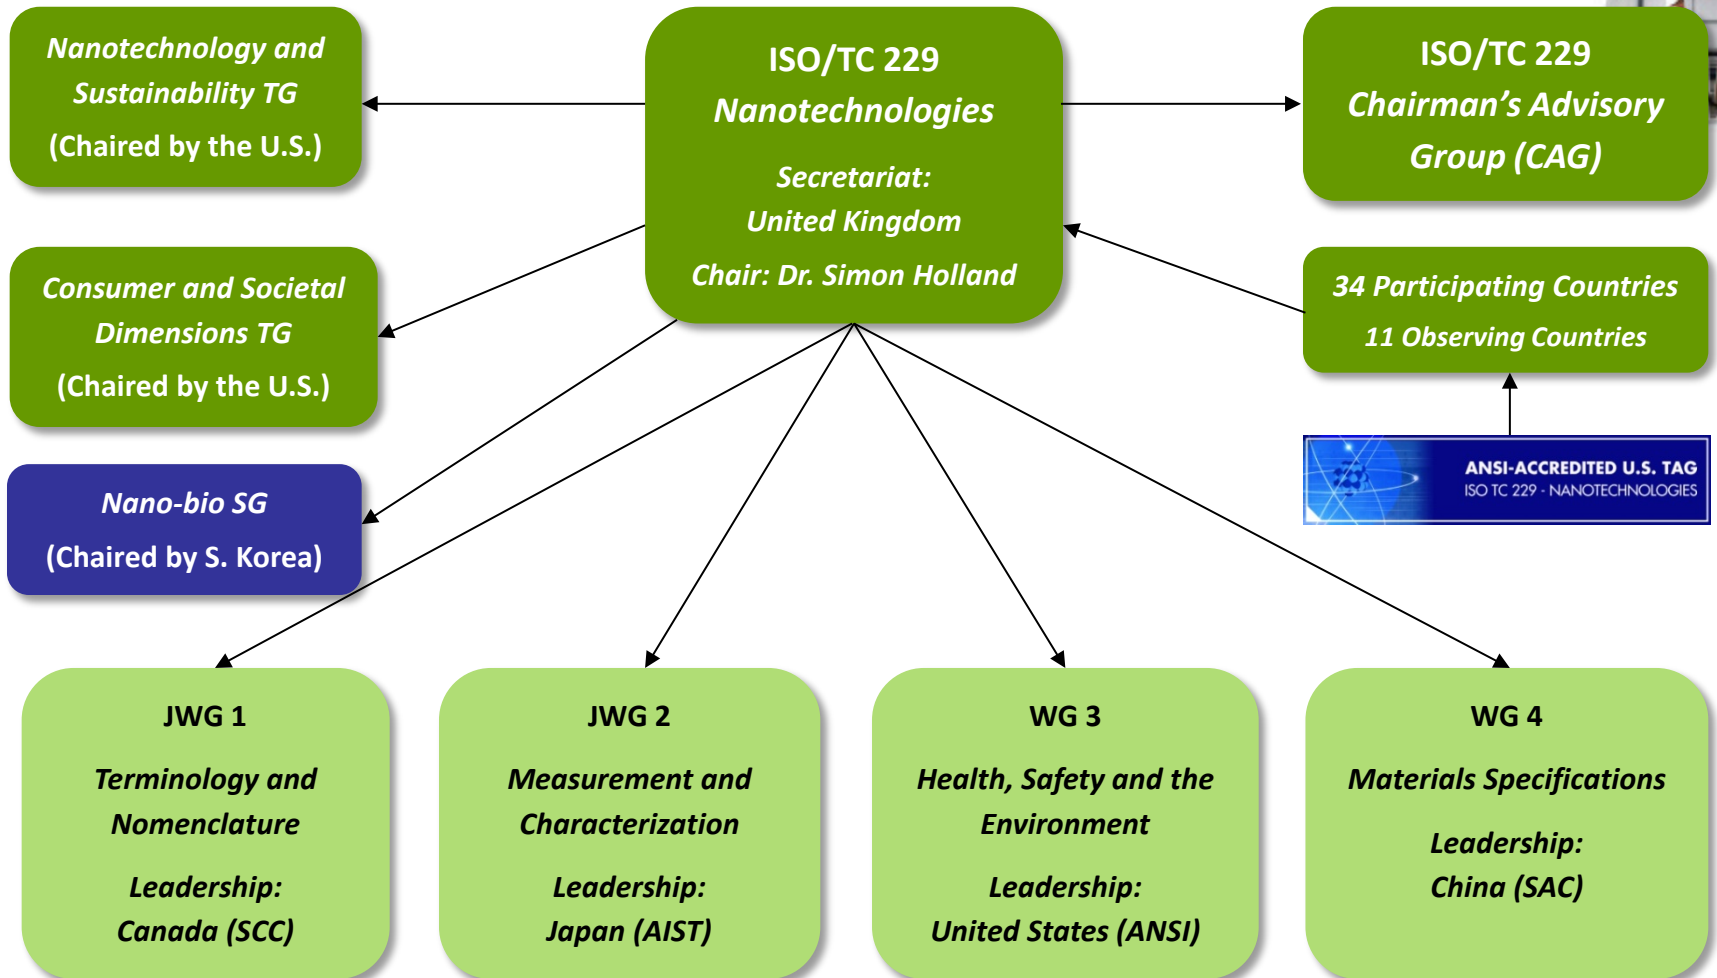 Nanotechnology and
Sustainability TG
(Chaired by the U.S.)
ISO/TC 229
Nanotechnologies
Secretariat:
United Kingdom
Chair: Dr. Simon Holland
ISO/TC 229
Chairman’s Advisory
Group (CAG)
Consumer and Societal
Dimensions TG
(Chaired by the U.S.)
34 Participating Countries
11 Observing Countries
ANSI-ACCREDITED U.S. TAG
ISO TC 229 - NANOTECHNOLOGIES
Nano-bio SG
(Chaired by S. Korea)
JWG 1
Terminology and
Nomenclature
Leadership:
Canada (SCC)
JWG 2
Measurement and
Characterization
Leadership:
Japan (AIST)
WG 3
Health, Safety and the
Environment
Leadership:
United States (ANSI)
WG 4
Materials Specifications
Leadership:
China (SAC)